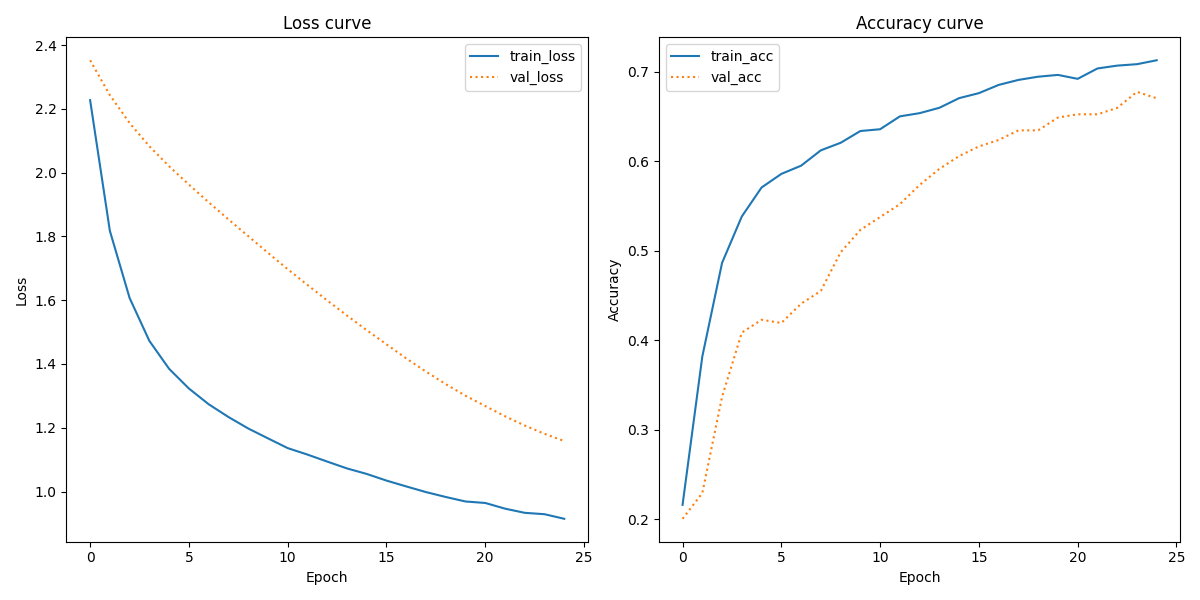 Loss curve
2.4
2.2
2.0
1.8
1.6
1.4
1.2
1.0
Loss
0 5 10 15 20 25
Epoch
train_loss
val_loss
Accuracy curve
0.7
0.6
0.5
0.4
0.3
0.2
Accuracy
0 5 10 15 20 25
Epoch
train_acc
val_acc